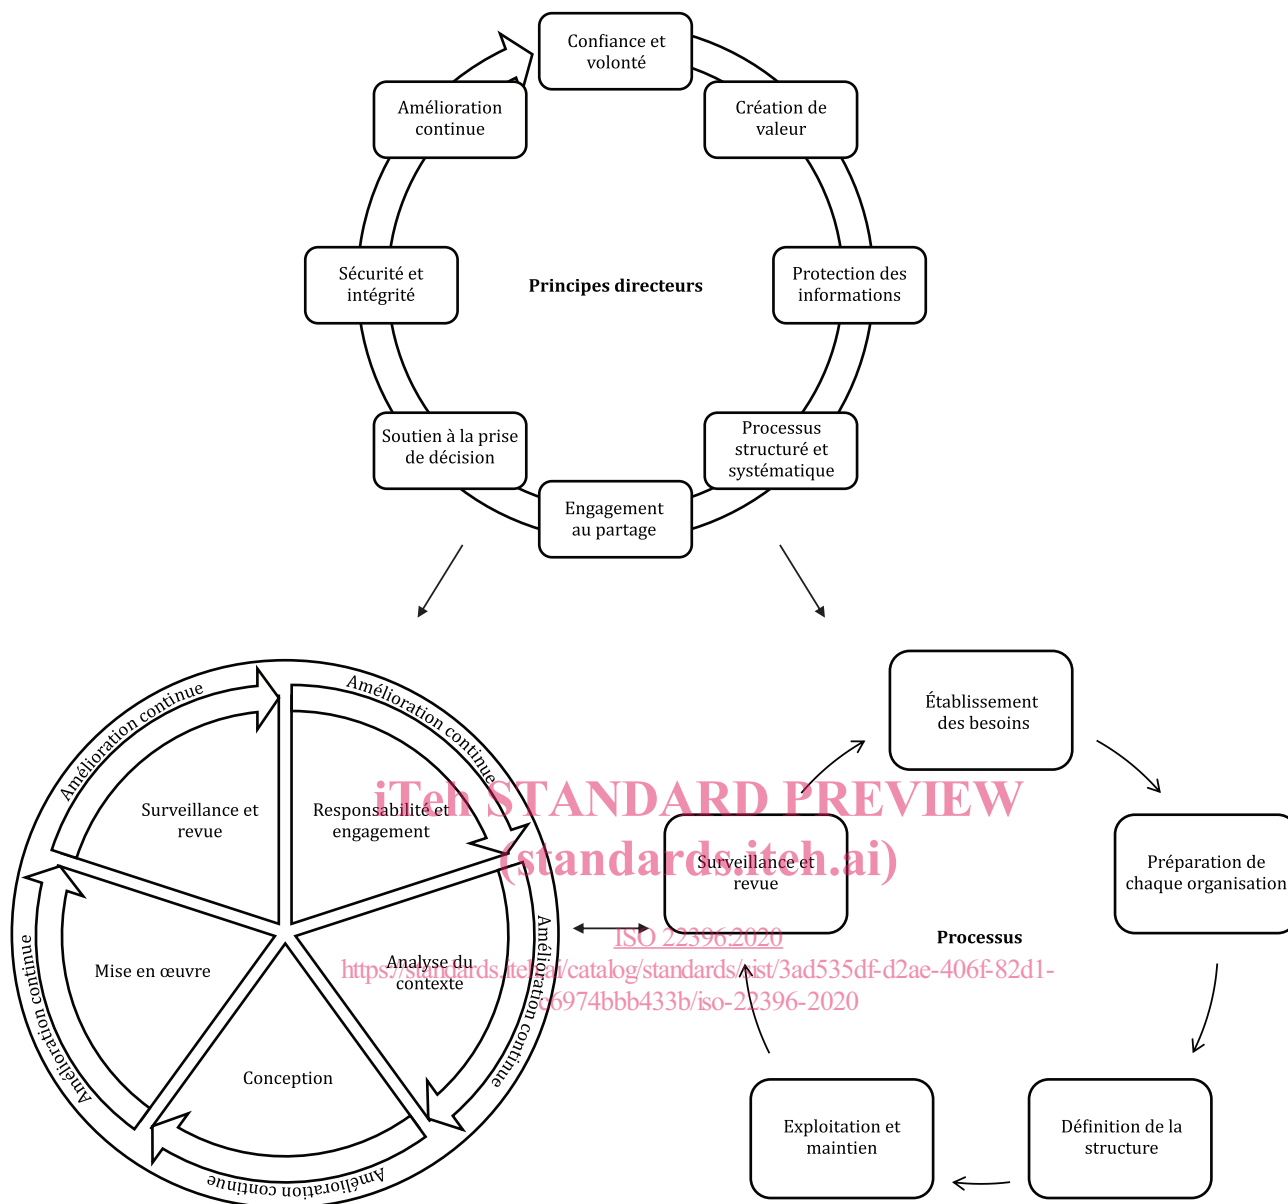 Confiance et
volonté
Création de
valeur
Protection des
informations
Processus
structuré et
systématique
Engagement
au partage
Soutien à la prise
de décision
Sécurité et
intégrité
Amélioration
continue
Principes directeurs
Amélioration continue
Amélioration continue
Amélioration continue
Amélioration continue
Amélioration continue
Surveillance et
revue
Responsabilité et
engagement
Analyse du
contexte
Conception
Mise en œuvre
Établissement
des besoins
Préparation de
chaque organisation
Définition de la
structure
Exploitation et
maintien
Surveillance et
revue
Processus
iTeh STANDARD PREVIEW
(standards.iteh.ai)
ISO 22396:2020
https://standards.iteh.ai/catalog/standards/sist/3ad535df-d2ae-406f-82d1-
c6974bbb433b/iso-22396-2020